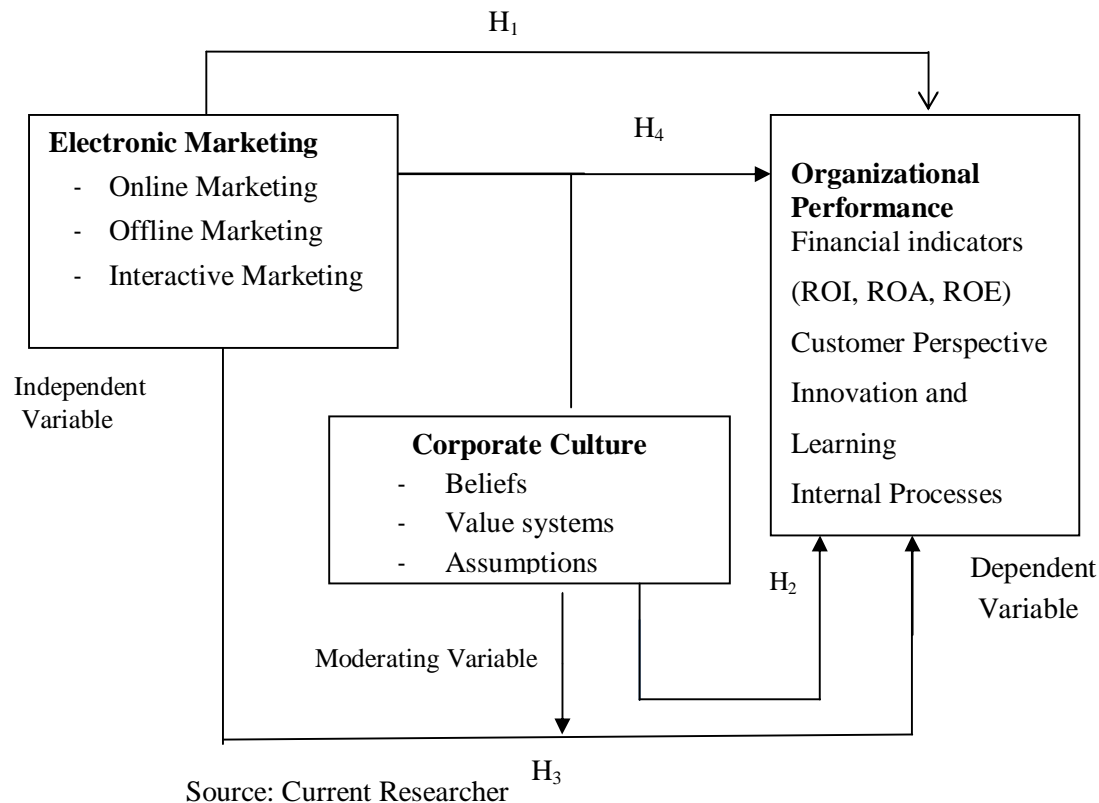 H1
H4
Electronic Marketing
- Online Marketing
- Offline Marketing
- Interactive Marketing
Organizational
Performance
Financial indicators
(ROI, ROA, ROE)
Customer Perspective
Innovation and
Learning
Internal Processes
Independent
Variable
Corporate Culture
- Beliefs
- Value systems
- Assumptions
H2
Dependent
Variable
Moderating Variable
H3
Source: Current Researcher